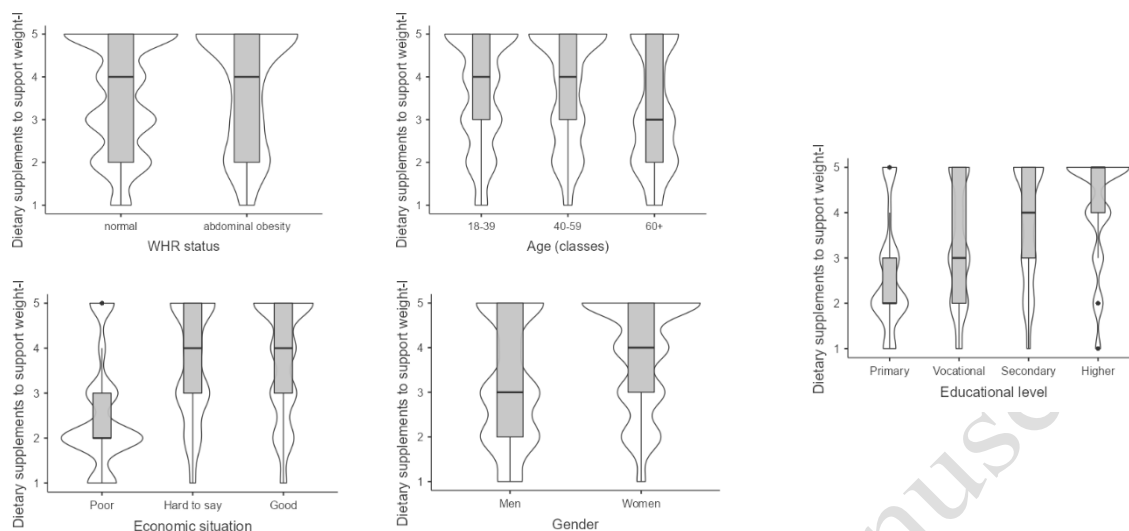 Dietary supplements to support weight-l
5
4
3
2
1
normal
abdominal obesity
WHR status
Dietary supplements to support weight-l
5
4
3
2
1
18-39
40-59
60+
Age (classes)
Dietary supplements to support weight-l
5
4
3
2
1
Primary
Vocational
Secondary
Higher
Educational level
Dietary supplements to support weight-l
5
4
3
2
1
Poor
Hard to say
Good
Economic situation
Dietary supplements to support weight-l
5
4
3
2
1
Men
Women
Gender
nus